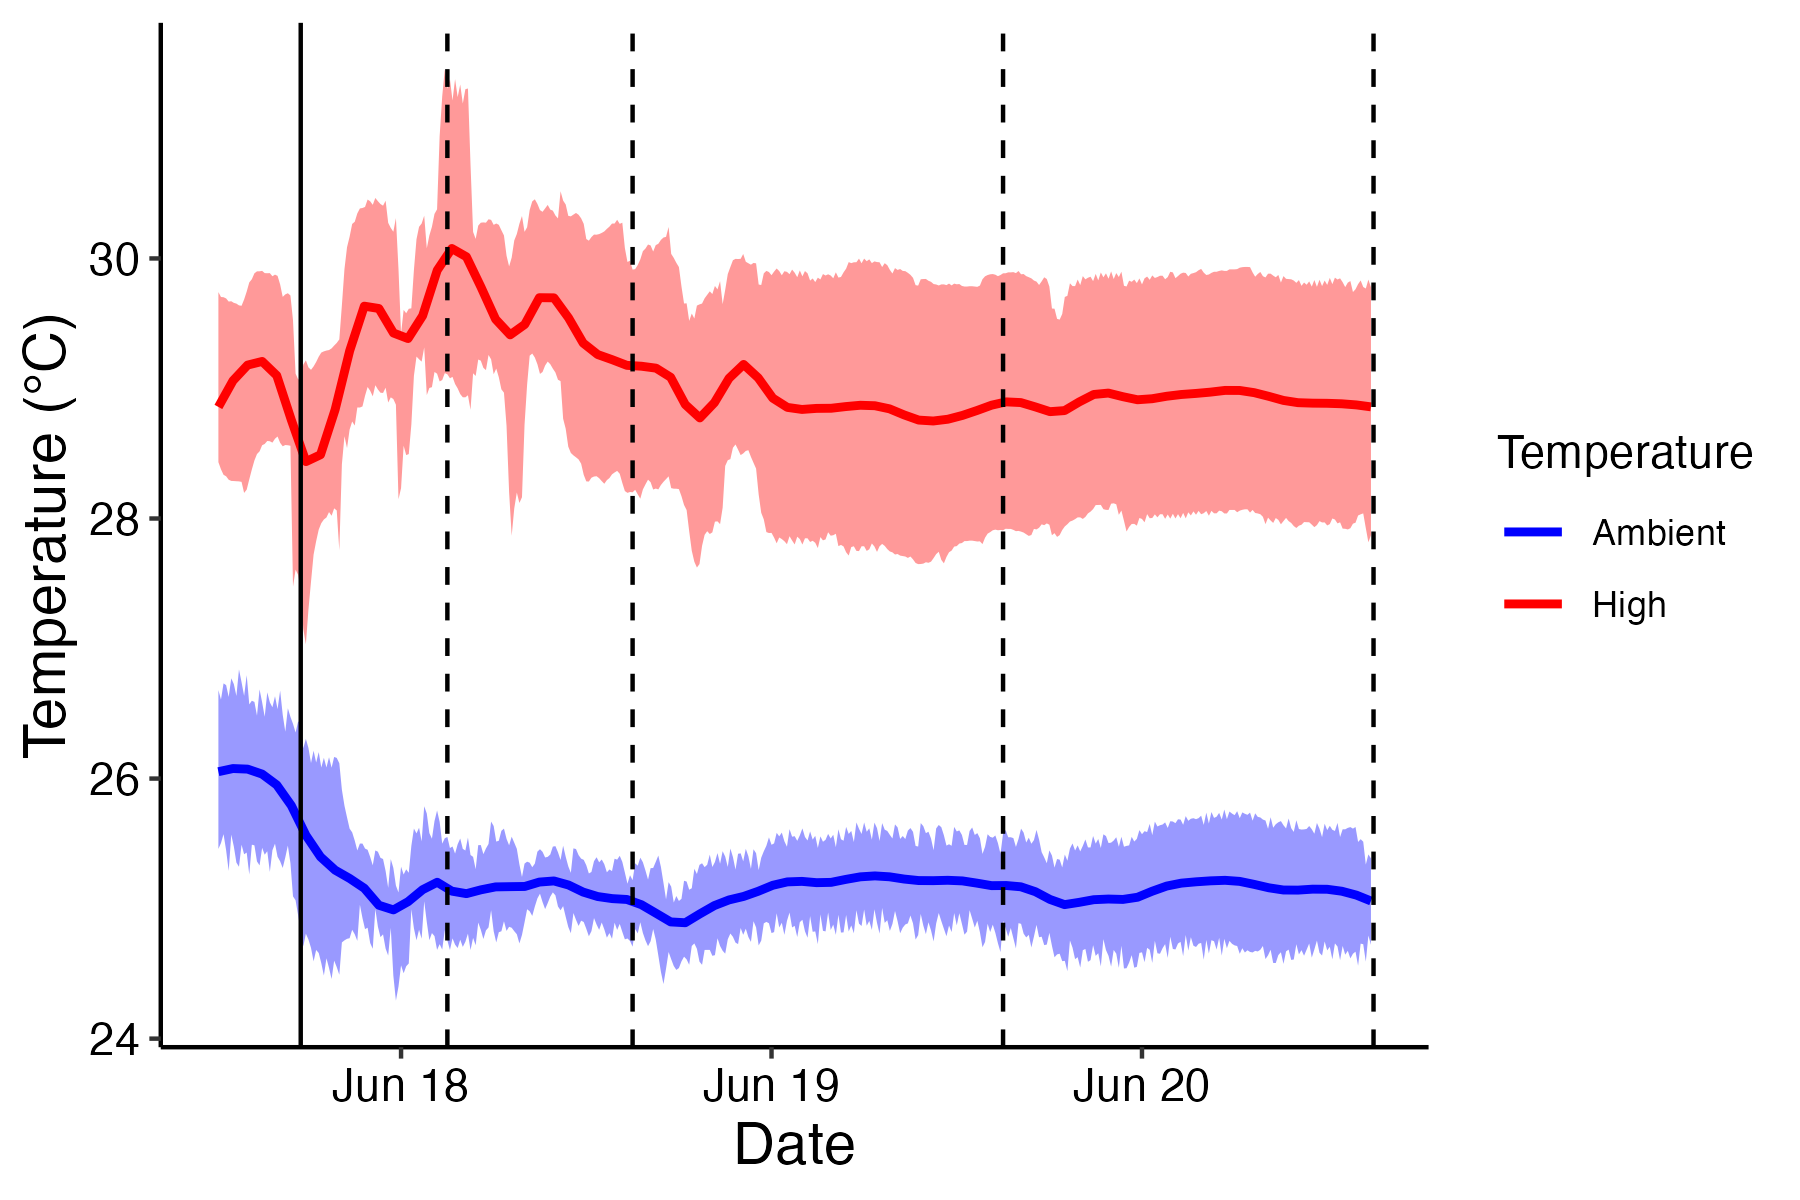 Temperature (°C)
30
28
26
24
Jun 18
Jun 19
Jun 20
Date
Temperature
Ambient
High